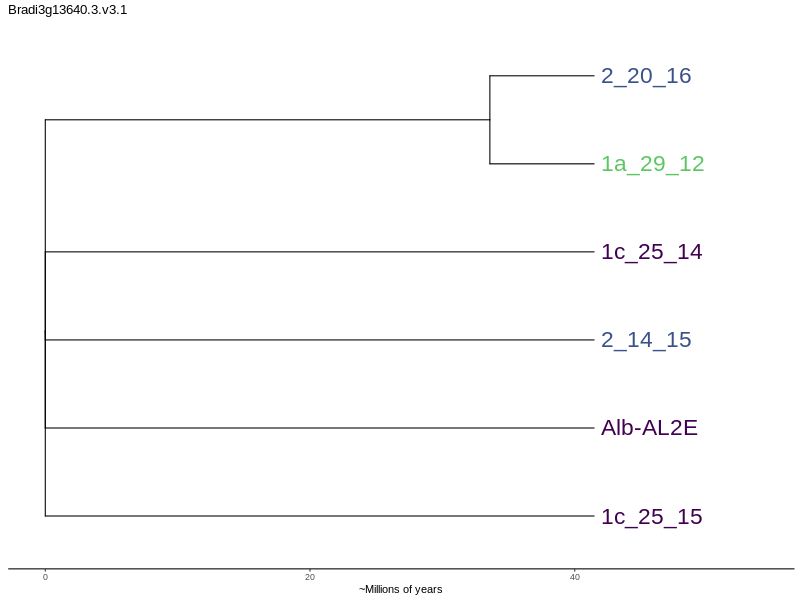 Bradi3g13640.3.v3.1
2_20_16
1a_29_12
1c_25_14
2_14_15
Alb-AL2E
1c_25_15
0 20 40
~Millions of years